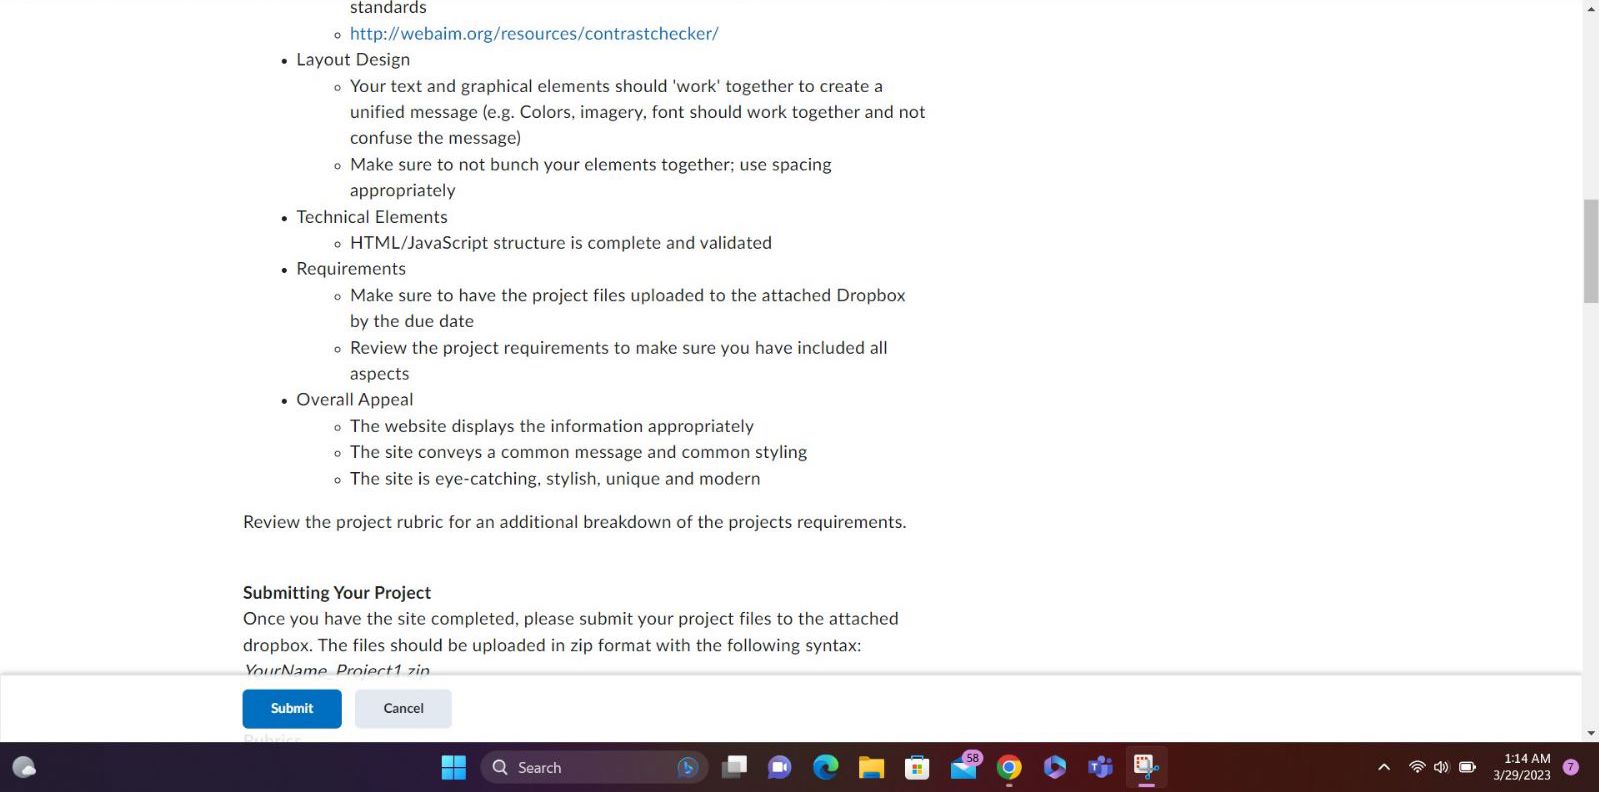 standards
http://webaim.org/resources/contrastchecker/
Layout Design
Your text and graphical elements should 'work' together to create a
unified message (e.g. Colors, imagery, font should work together and not
confuse the message)
Make sure to not bunch your elements together; use spacing
appropriately
Technical Elements
HTML/JavaScript structure is complete and validated
Requirements
Make sure to have the project files uploaded to the attached Dropbox
by the due date
Review the project requirements to make sure you have included all
aspects
Overall Appeal
The website displays the information appropriately
The site conveys a common message and common styling
The site is eye-catching, stylish, unique and modern
Review the project rubric for an additional breakdown of the projects requirements.
Submitting Your Project
Once you have the site completed, please submit your project files to the attached
dropbox. The files should be uploaded in zip format with the following syntax:
YourName_Project1.zip
Submit Cancel
Rubrics
Search
58
1:14 AM
3/29/2023
7